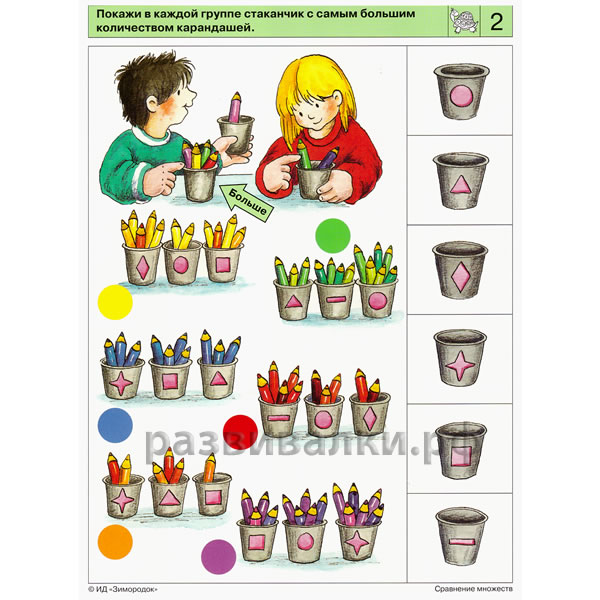 Покажи в каждой группе стаканчик с самым большим
количеством карандашей.
2
Больше
развивалки.рф
© ИД «Зимородок»
Сравнение множеств